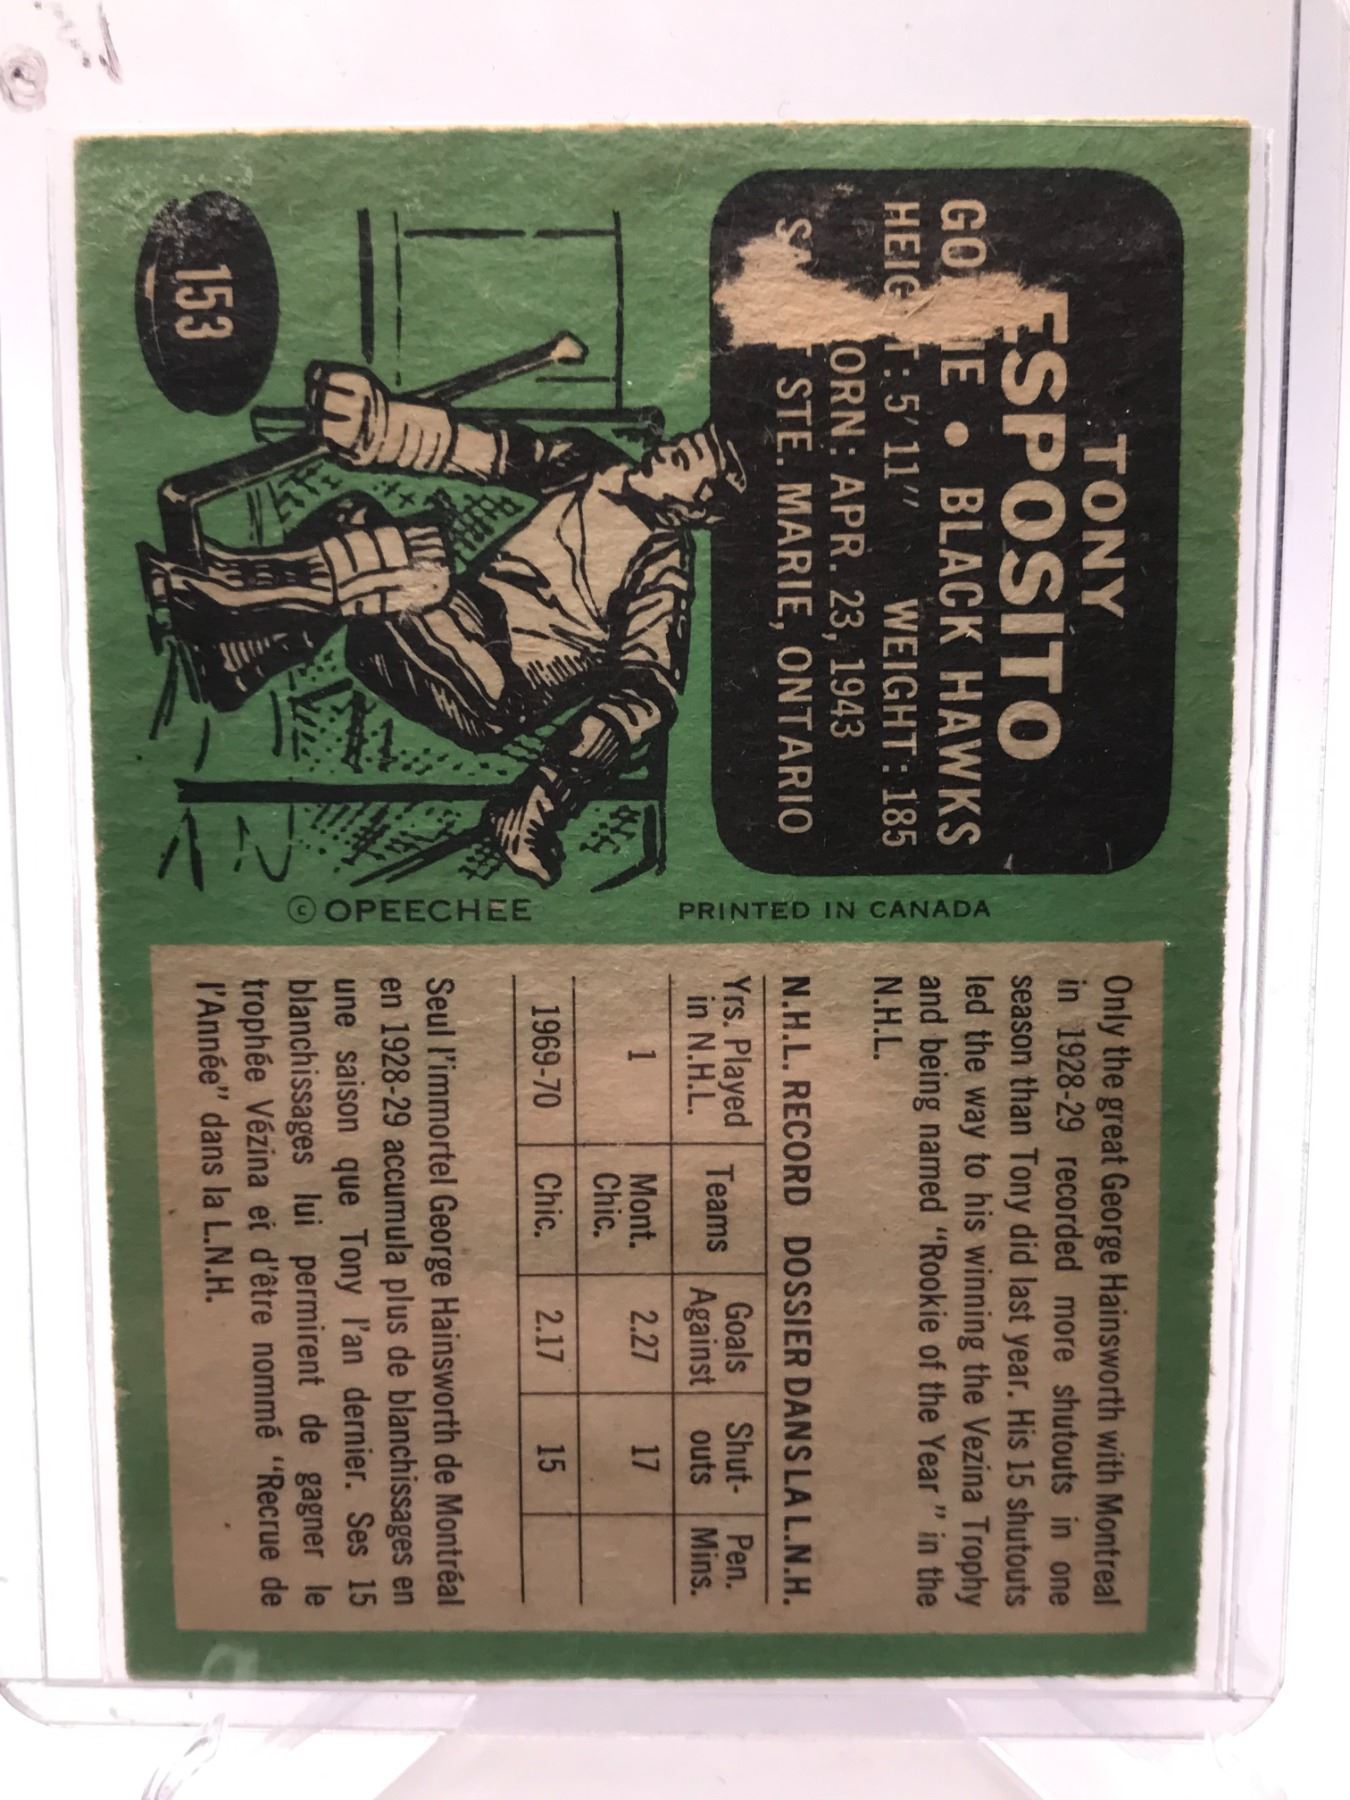 TONY
ESPOSITO
GO IE • BLACK HAWKS
HEIG T: 5'11" WEIGHT: 185
ORN: APR. 23, 1943
SA T STE. MARIE, ONTARIO
153
© OPEECHEE PRINTED IN CANADA
Only the great George Hainsworth with Montreal
in 1928-29 recorded more shutouts in one
season than Tony did last year. His 15 shutouts
led the way to his winning the Vezina Trophy
and being named "Rookie of the Year" in the
N.H.L.
N.H.L. RECORD DOSSIER DANS LA L.N.H.
Yrs. Played in N.H.L. Teams Goals Against Shut-outs Pen. Mins.
1 Mont. Chic. 2.27 17
1969-70 Chic. 2.17 15
Seul l'immortel George Hainsworth de Montréal
en 1928-29 accumula plus de blanchissages en
une saison que Tony l'an dernier. Ses 15
blanchissages lui permirent de gagner le
trophée Vézina et d'être nommé "Recrue de
l'Année" dans la L.N.H.